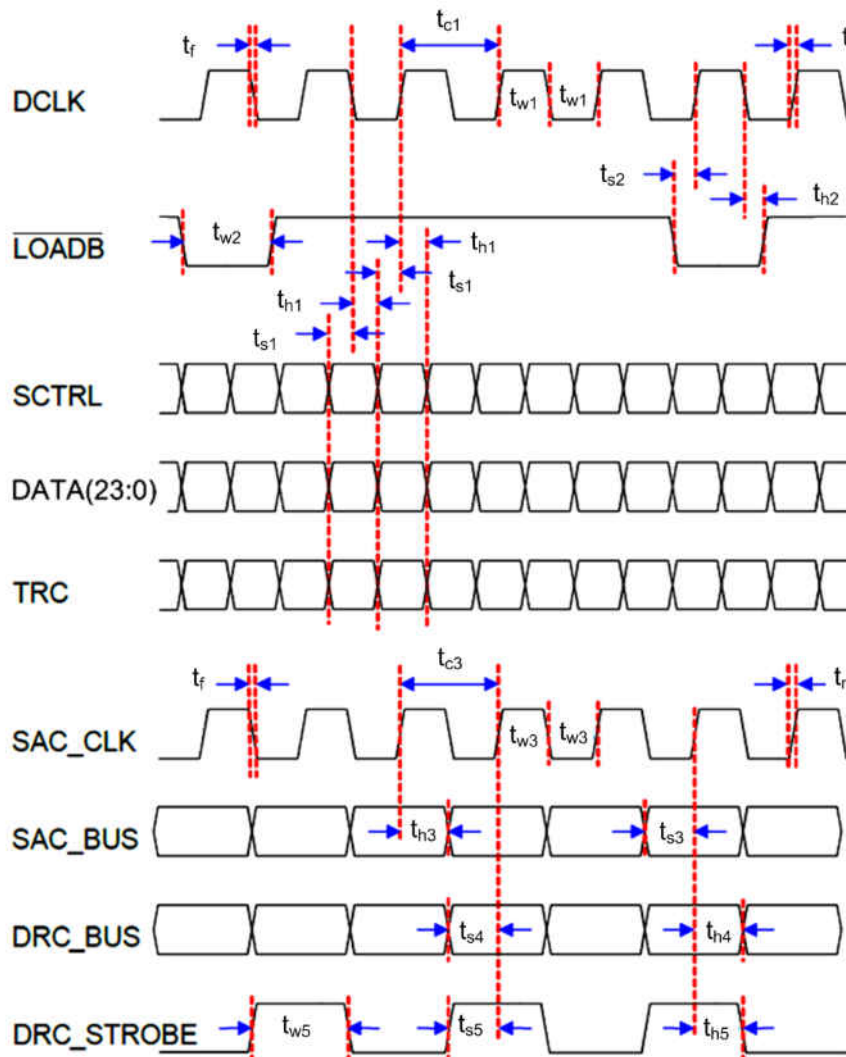 tc1
tf
t
DCLK
tw1 tw1
ts2
th2
tw2
LOADB
th1
ts1
th1
ts1
SCTRL
DATA(23:0)
TRC
tc3
tf
tr
SAC_CLK
tw3 tw3
SAC_BUS
th3
ts3
DRC_BUS
ts4
th4
DRC_STROBE
tw5
ts5
th5